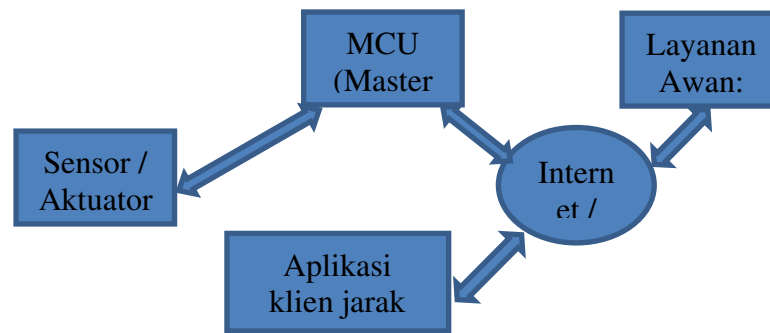 MCU
(Master
Layanan
Awan:
Sensor /
Aktuator
Intern
et /
Aplikasi
klien jarak